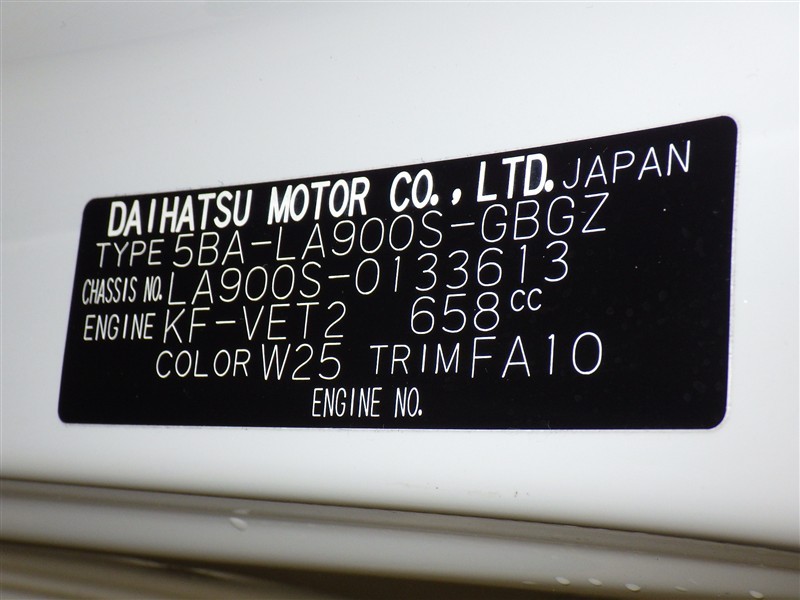 DAIHATSU MOTOR CO., LTD. JAPAN
TYPE 5BA-LA900S-GBGZ
CHASSIS NO. LA900S-0133613
ENGINE KF-VET2 658cc
COLOR W25 TRIM FA10
ENGINE NO.